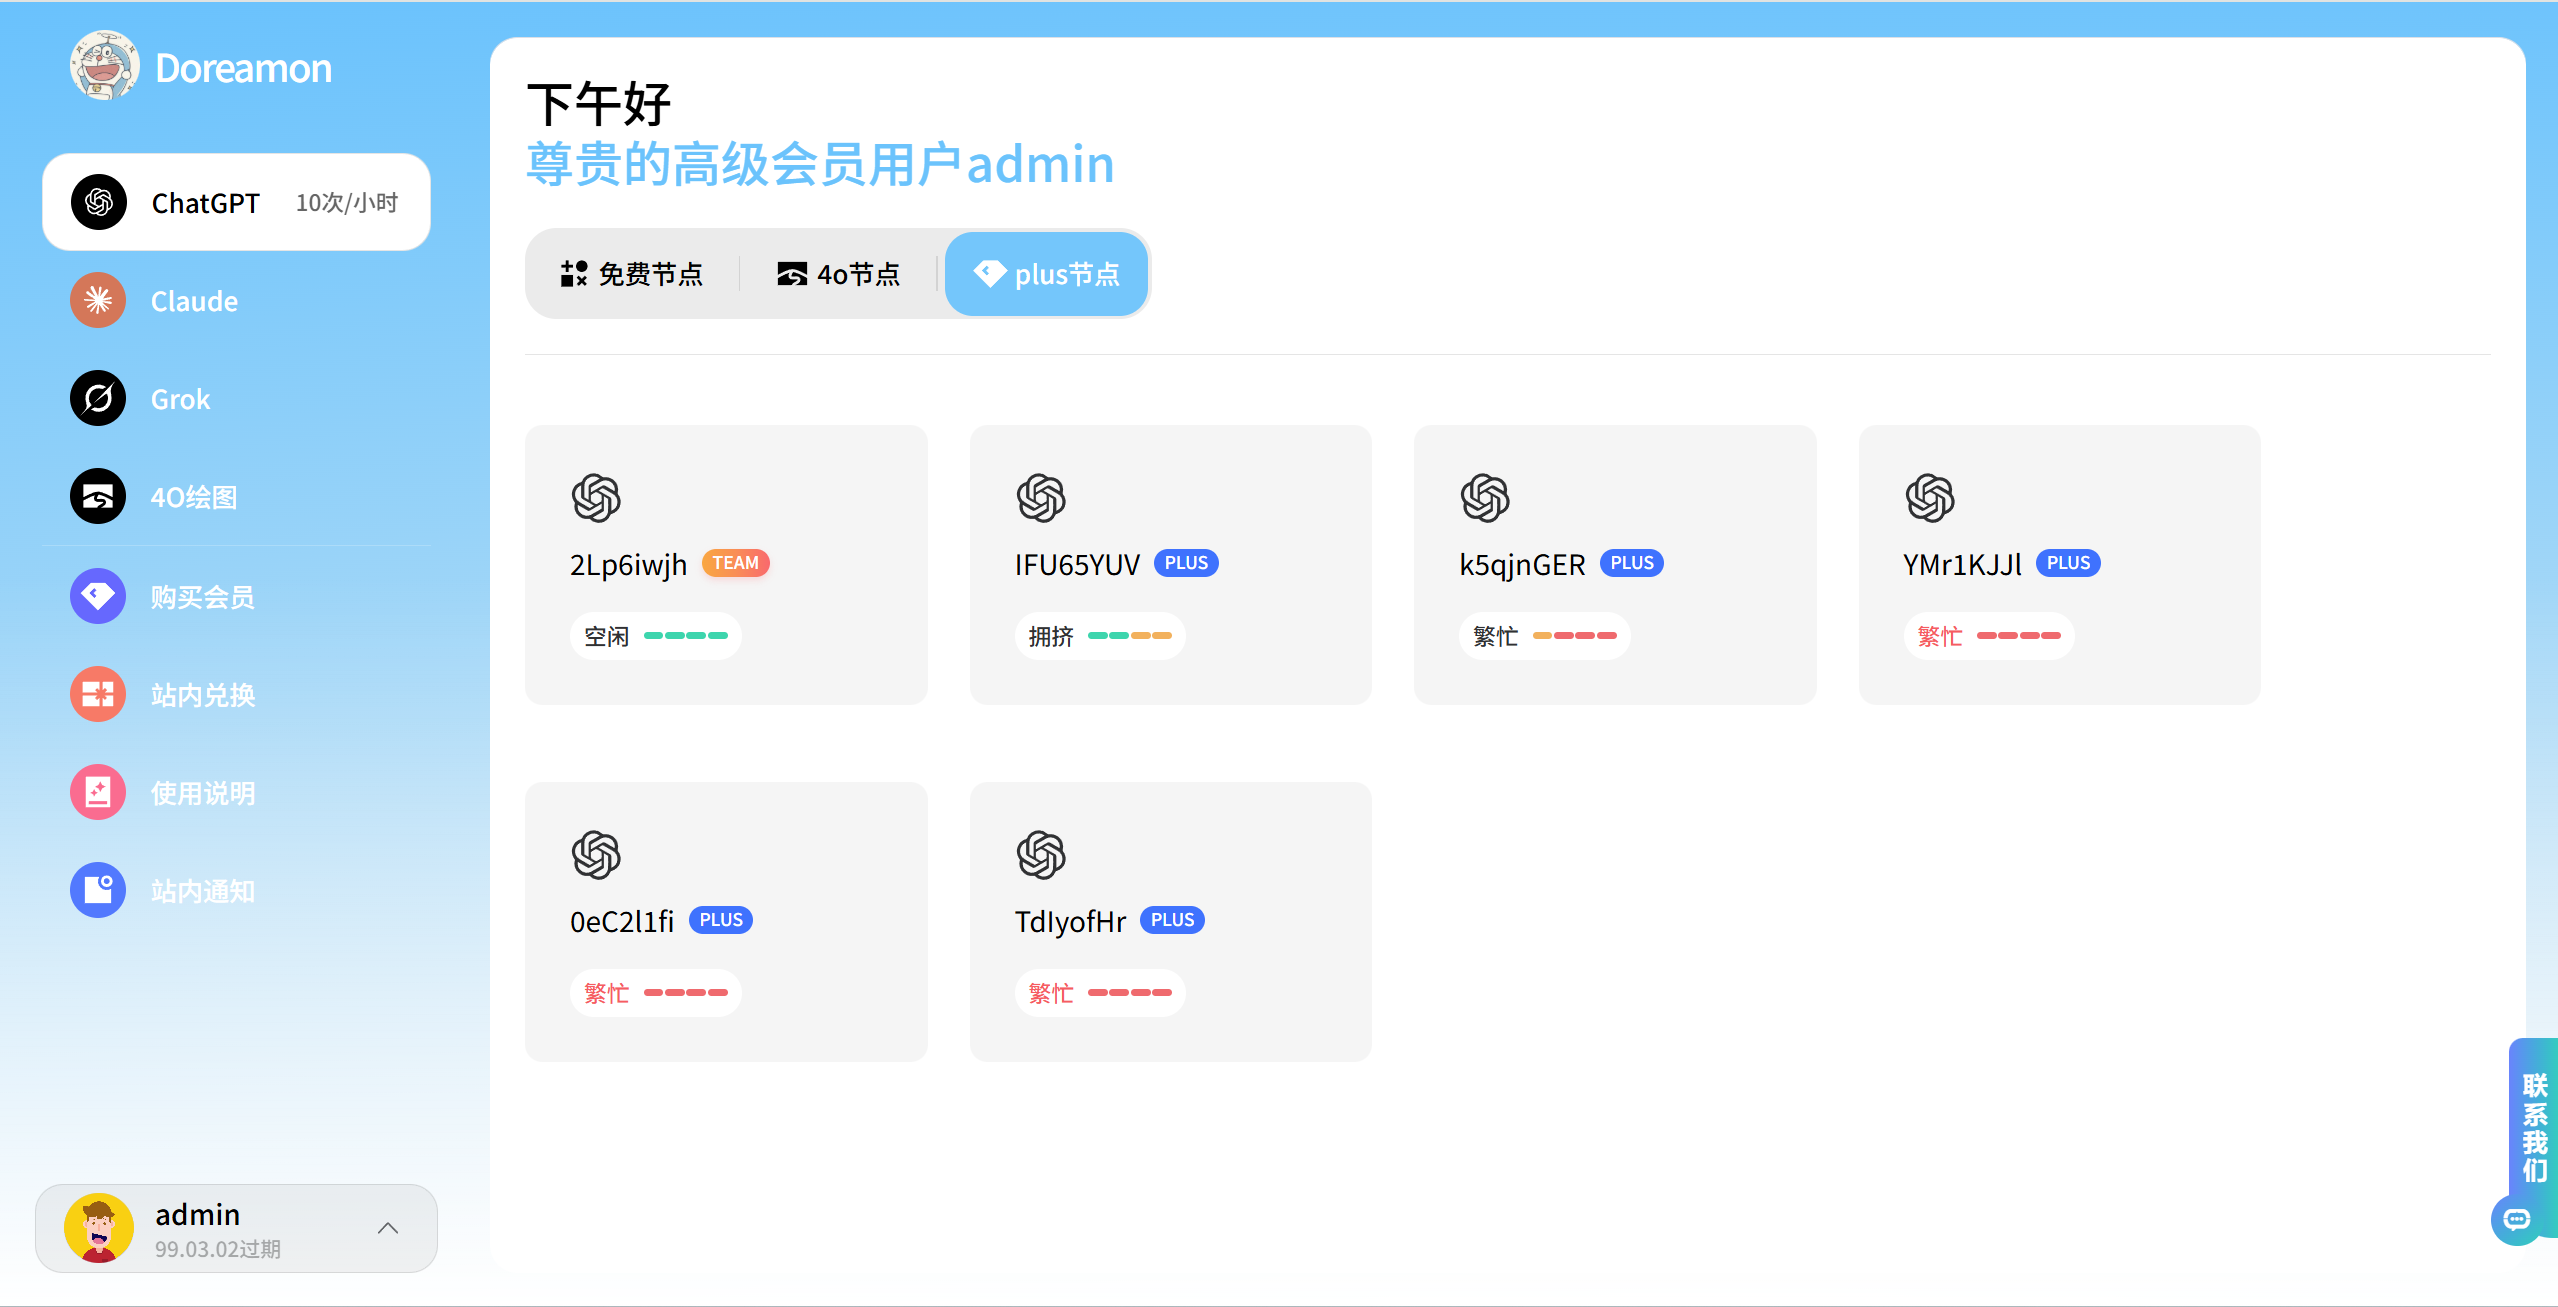 Doreamon
ChatGPT 10次/小时
Claude
Grok
4O绘图
购买会员
站内兑换
使用说明
站内通知
admin
99.03.02过期
下午好
尊贵的高级会员用户admin
免费节点 4o节点 plus节点
2Lp6iwjh TEAM
空闲
IFU65YUV PLUS
拥挤
k5qjnGER PLUS
繁忙
YMr1KJJl PLUS
繁忙
0eC2l1fi PLUS
繁忙
TdIyofHr PLUS
繁忙
联系我们